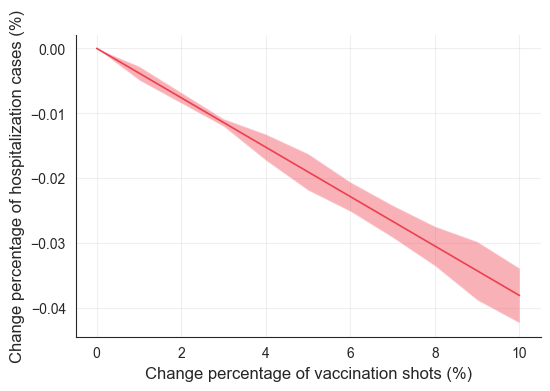 Change percentage of hospitalization cases (%)
0.00
−0.01
−0.02
−0.03
−0.04
0 2 4 6 8 10
Change percentage of vaccination shots (%)